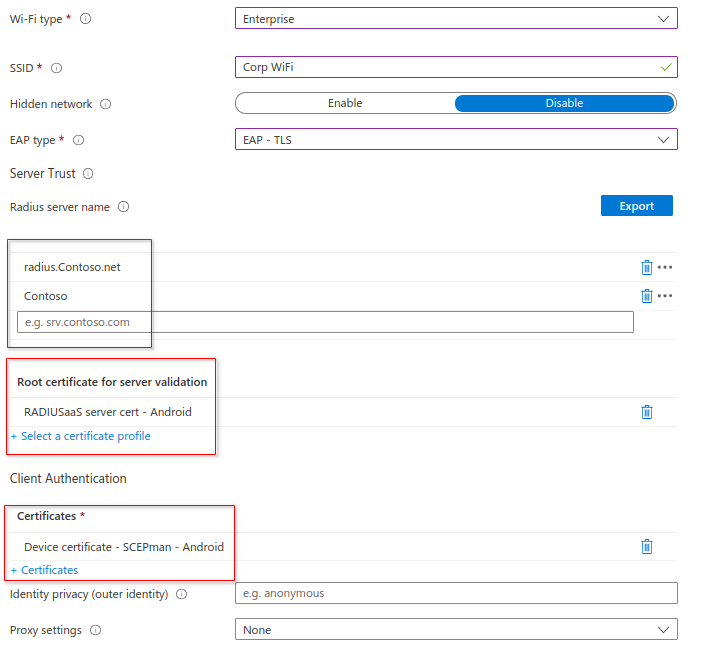 Wi-Fi type *
Enterprise
SSID *
Corp WiFi
Hidden network
Enable
Disable
EAP type *
EAP - TLS
Server Trust
Radius server name
Export
radius.Contoso.net
Contoso
e.g. srv.contoso.com
Root certificate for server validation
RADIUSaaS server cert - Android
+ Select a certificate profile
Client Authentication
Certificates *
Device certificate - SCEPman - Android
+ Certificates
Identity privacy (outer identity)
e.g. anonymous
Proxy settings
None